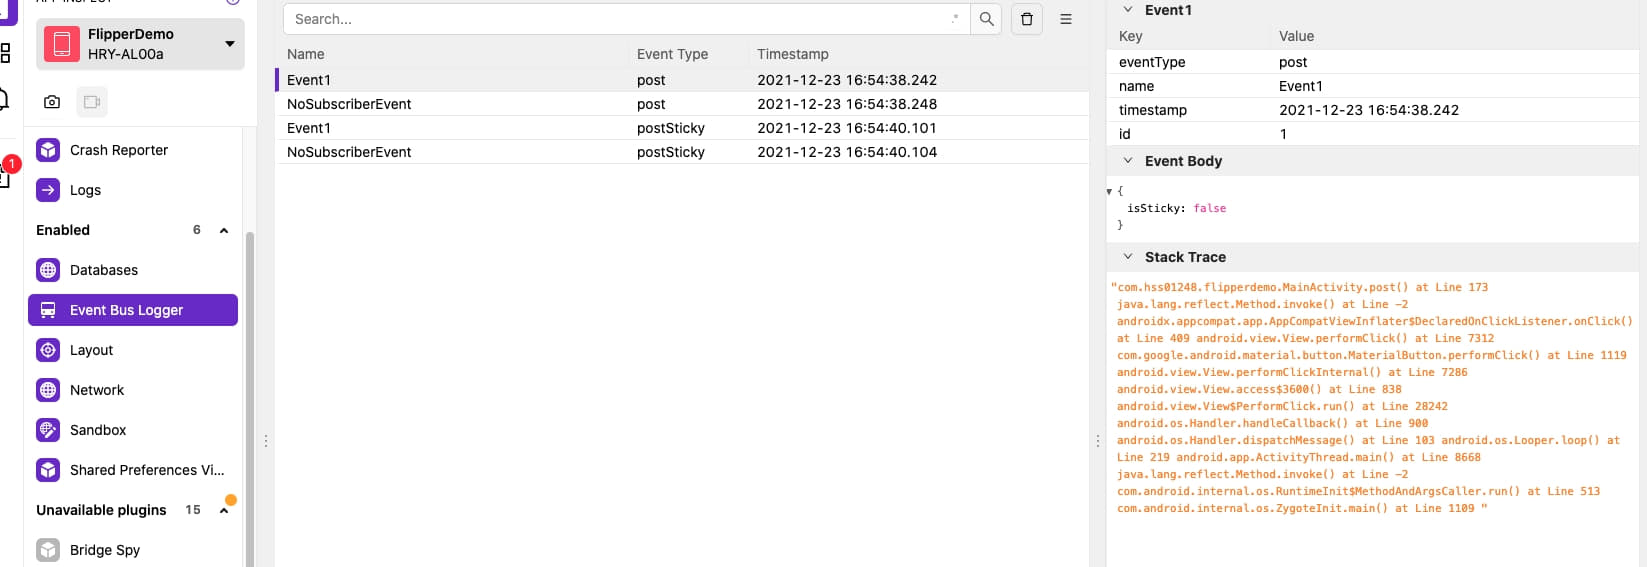 FlipperDemo
HRY-AL00a
1
Crash Reporter
Logs
Enabled 6
Databases
Event Bus Logger
Layout
Network
Sandbox
Shared Preferences Vi...
Unavailable plugins 15
Bridge Spy
Search... .*
Name Event Type Timestamp
Event1 post 2021-12-23 16:54:38.242
NoSubscriberEvent post 2021-12-23 16:54:38.248
Event1 postSticky 2021-12-23 16:54:40.101
NoSubscriberEvent postSticky 2021-12-23 16:54:40.104
Event1
Key Value
eventType post
name Event1
timestamp 2021-12-23 16:54:38.242
id 1
Event Body
{
isSticky: false
}
Stack Trace
"com.hss01248.flipperdemo.MainActivity.post() at Line 173
java.lang.reflect.Method.invoke() at Line -2
androidx.appcompat.app.AppCompatViewInflater$DeclaredOnClickListener.onClick()
at Line 409 android.view.View.performClick() at Line 7312
com.google.android.material.button.MaterialButton.performClick() at Line 1119
android.view.View.performClickInternal() at Line 7286
android.view.View.access$3600() at Line 838
android.view.View$PerformClick.run() at Line 28242
android.os.Handler.handleCallback() at Line 900
android.os.Handler.dispatchMessage() at Line 103 android.os.Looper.loop() at
Line 219 android.app.ActivityThread.main() at Line 8668
java.lang.reflect.Method.invoke() at Line -2
com.android.internal.os.RuntimeInit$MethodAndArgsCaller.run() at Line 513
com.android.internal.os.ZygoteInit.main() at Line 1109 "